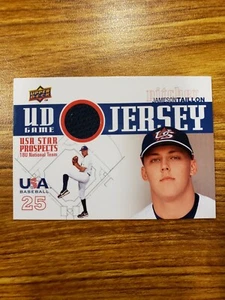 UPPER DECK
pitcher
JAMESON TAILLON
UD
GAME
JERSEY
USA STAR
PROSPECTS
18U National Team
USA
BASEBALL
25